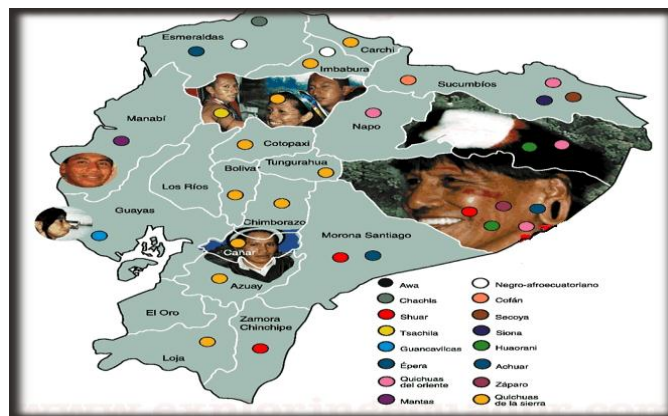 Esmeraldas
Carchi
Imbabura
Sucumbíos
Manabí
Napo
Cotopaxi
Tungurahua
Bolívar
Los Ríos
Guayas
Chimborazo
Morona Santiago
Cañar
Azuay
El Oro
Zamora
Chinchipe
Loja
Awa
Chachla
Shuar
Tsachila
Guancavilcas
Épera
Quichuas
del oriente
Mantas
Negro-afroecuatoriano
Cofán
Secoya
Siona
Huaorani
Achuar
Záparo
Quichuas
de la sierra